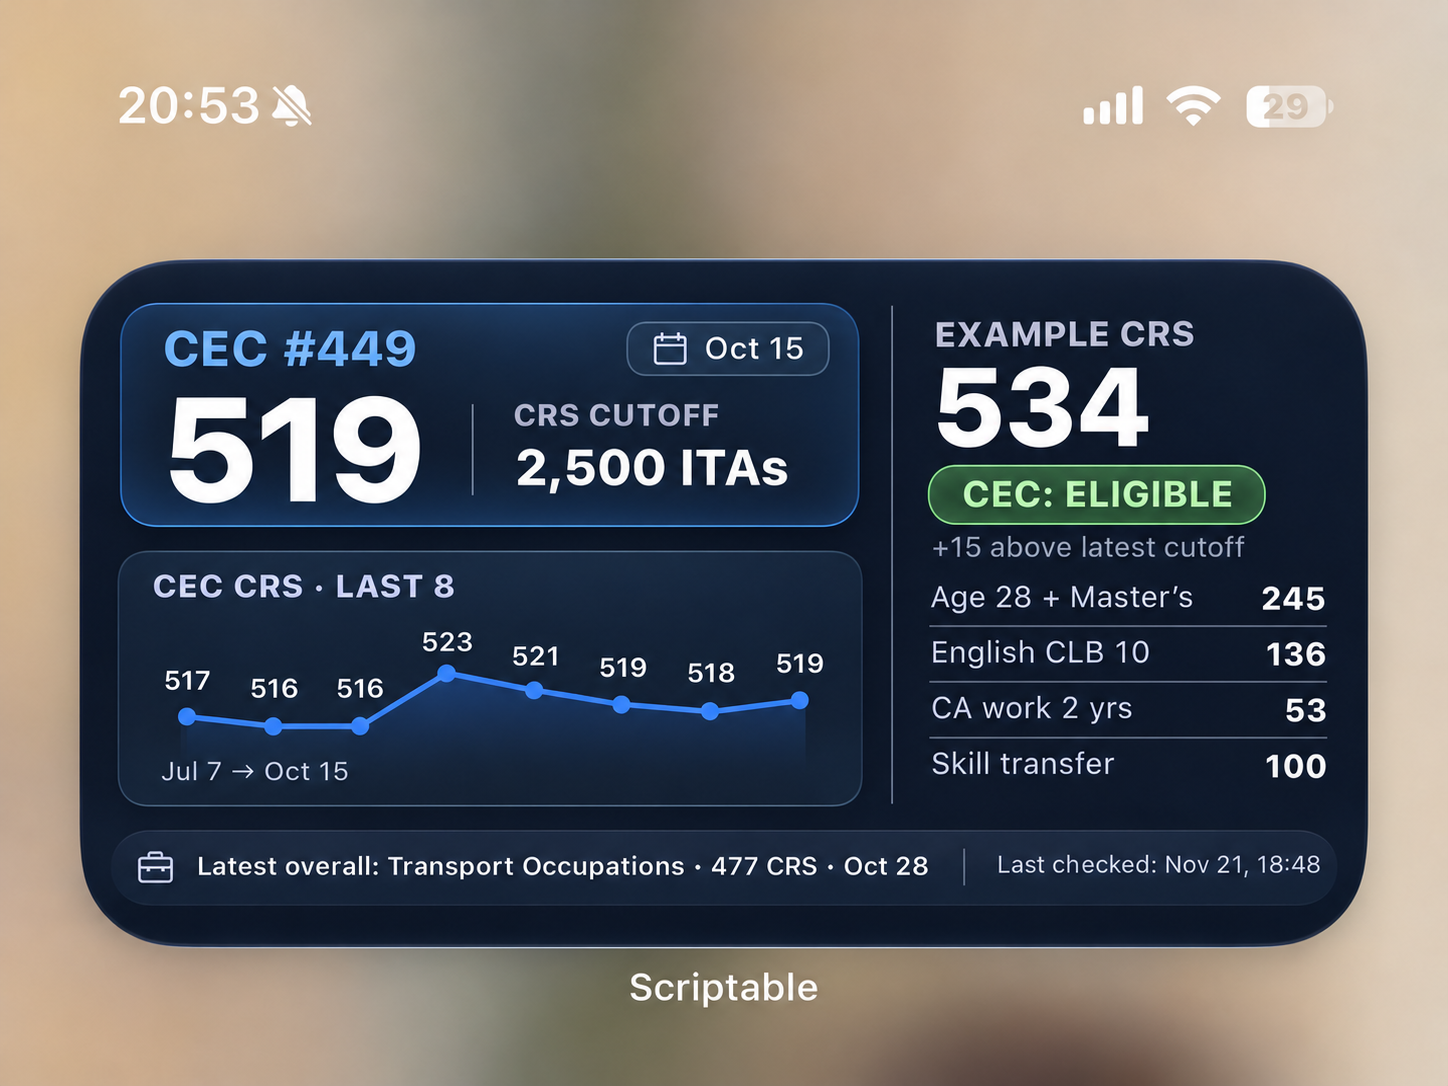 20:53
29
CEC #449
Oct 15
519
CRS CUTOFF
2,500 ITAs
CEC CRS · LAST 8
517 516 516 523 521 519 518 519
Jul 7 → Oct 15
EXAMPLE CRS
534
CEC: ELIGIBLE
+15 above latest cutoff
Age 28 + Master’s 245
English CLB 10 136
CA work 2 yrs 53
Skill transfer 100
Latest overall: Transport Occupations · 477 CRS · Oct 28
Last checked: Nov 21, 18:48
Scriptable